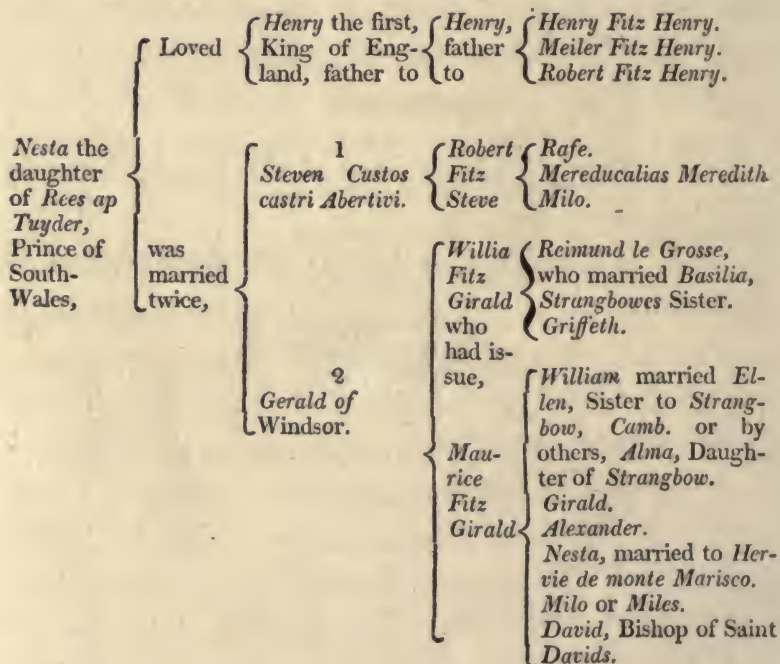 Nesta the
daughter
of Rees ap
Tuyder,
Prince of
South-
Wales,
Loved
Henry the first,
King of Eng-
land, father to
Henry,
father
to
Henry Fitz Henry.
Meiler Fitz Henry.
Robert Fitz Henry.
was
married
twice,
1
Steven Custos
castri Abertivi.
Robert
Fitz
Steve
Rafe.
Mereducalias Meredith
Milo.
2
Gerald of
Windsor.
Willia
Fitz
Girald
who
had is-
sue,
Reimund le Grosse,
who married Basilia,
Strangbowes Sister.
Griffeth.
Mau-
rice
Fitz
Girald
William married El-
len, Sister to Strang-
bow, Camb. or by
others, Alma, Daugh-
ter of Strangbow.
Girald.
Alexander.
Nesta, married to Her-
vie de monte Marisco.
Milo or Miles.
David, Bishop of Saint
Davids.